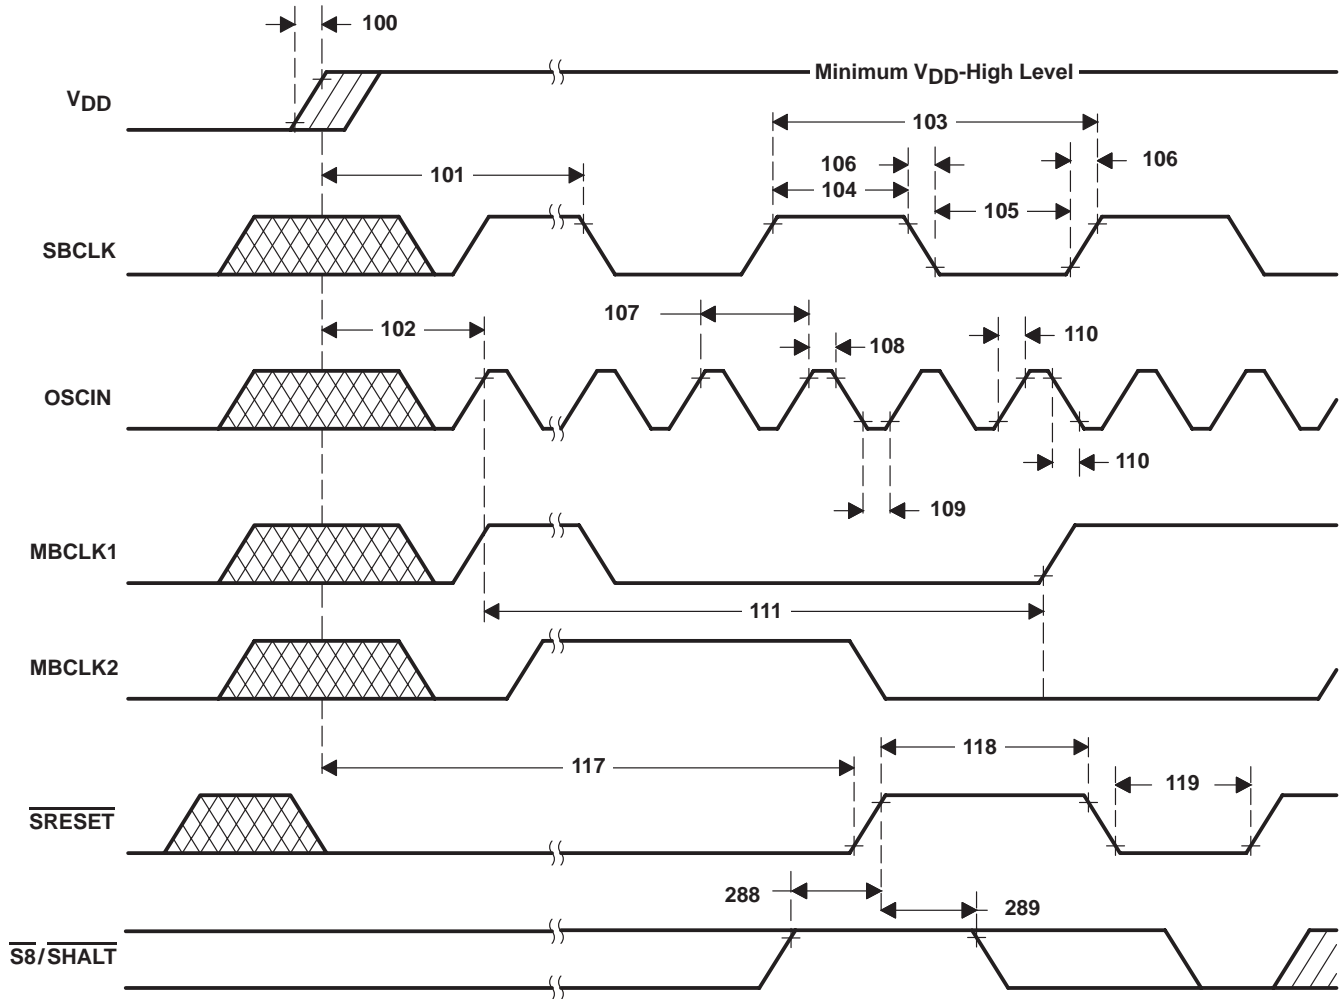 100
Minimum VDD-High Level
VDD
103
106
106
101
104
105
SBCLK
107
102
108
110
OSCIN
110
109
MBCLK1
111
MBCLK2
118
117
119
SRESET
288
289
S8/SHALT